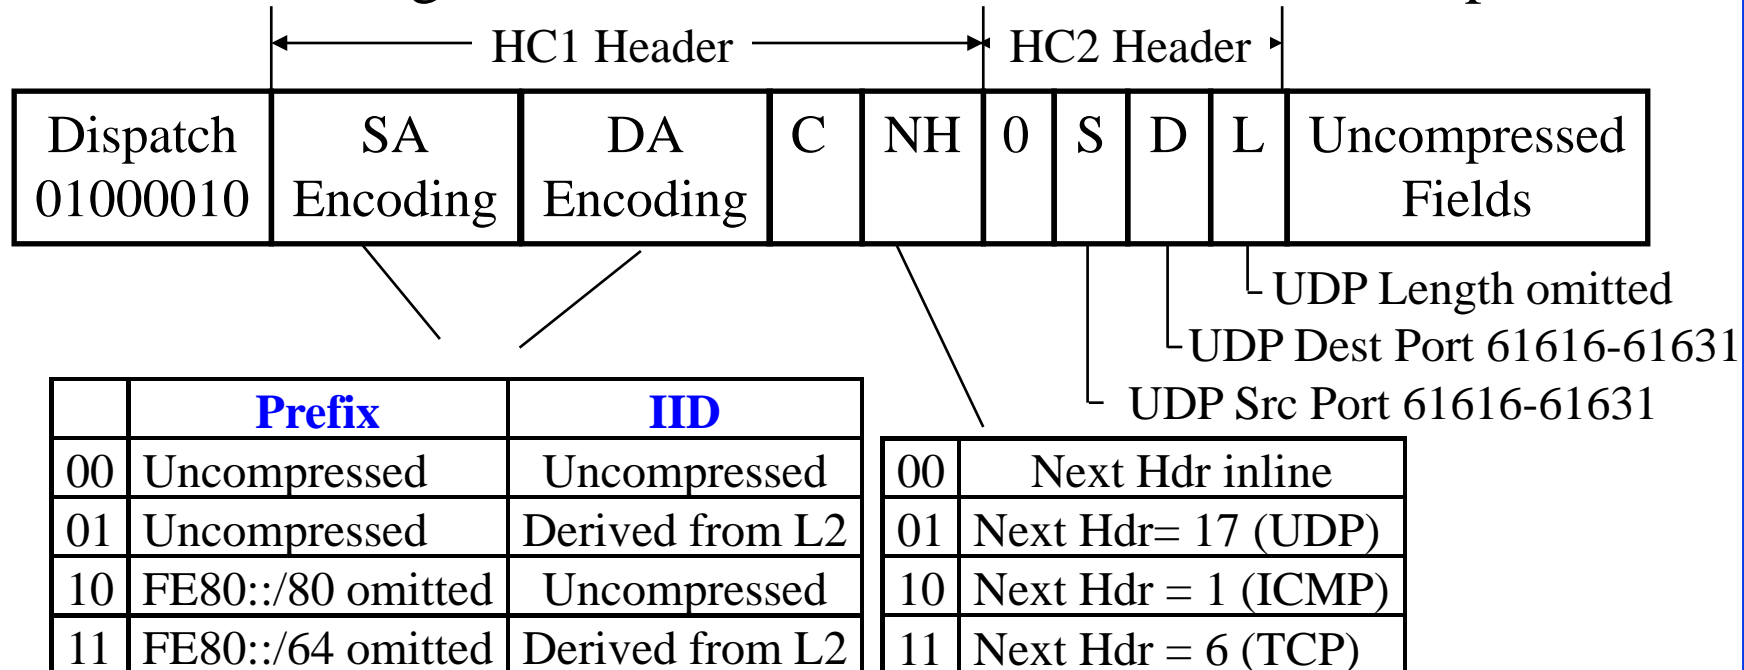 HC1 Header HC2 Header
Dispatch SA DA C NH 0 S D L Uncompressed
01000010 Encoding Encoding Fields
UDP Length omitted
UDP Dest Port 61616-61631
UDP Src Port 61616-61631
Prefix IID
00 Uncompressed Uncompressed
01 Uncompressed Derived from L2
10 FE80::/80 omitted Uncompressed
11 FE80::/64 omitted Derived from L2
00 Next Hdr inline
01 Next Hdr= 17 (UDP)
10 Next Hdr = 1 (ICMP)
11 Next Hdr = 6 (TCP)